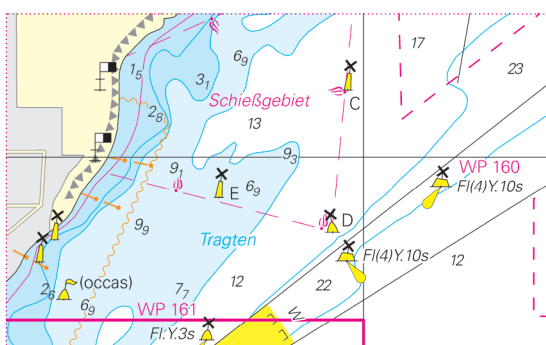 17
6₉
1₅
3₁
23
Schießgebiet
C
2₈
13
9₃
9₁
WP 160
E
6₉
Fl(4)Y.10s
9₉
D
Tragten
Fl(4)Y.10s
12
(occas)
12
22
2₆
7₇
6₉
WP 161
W
Fl.Y.3s